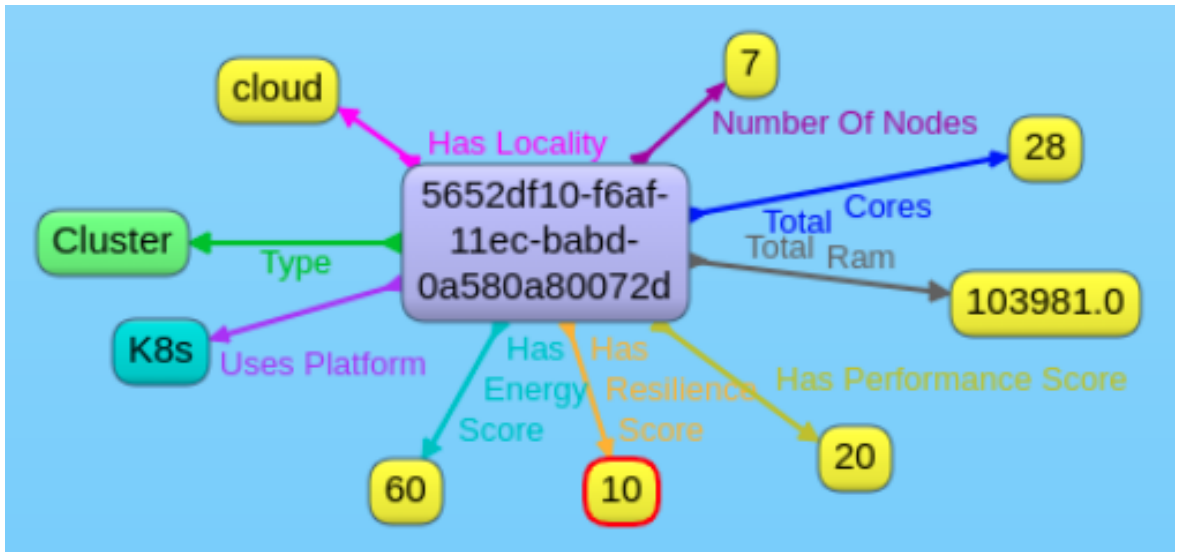 cloud
7
Has Locality
Number Of Nodes
28
5652df10-f6af-
11ec-babd-
0a580a80072d
Total Cores
Cluster
Type
Total Ram
103981.0
K8s
Uses Platform
Has
Energy
Score
Has
Resilience
Score
Has Performance Score
60
10
20